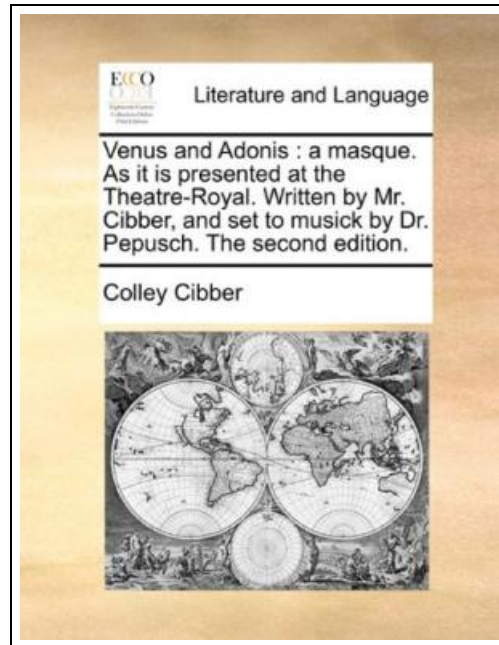 ECCO
Literature and Language
Venus and Adonis : a masque.
As it is presented at the
Theatre-Royal. Written by Mr.
Cibber, and set to musick by Dr.
Pepusch. The second edition.
Colley Cibber